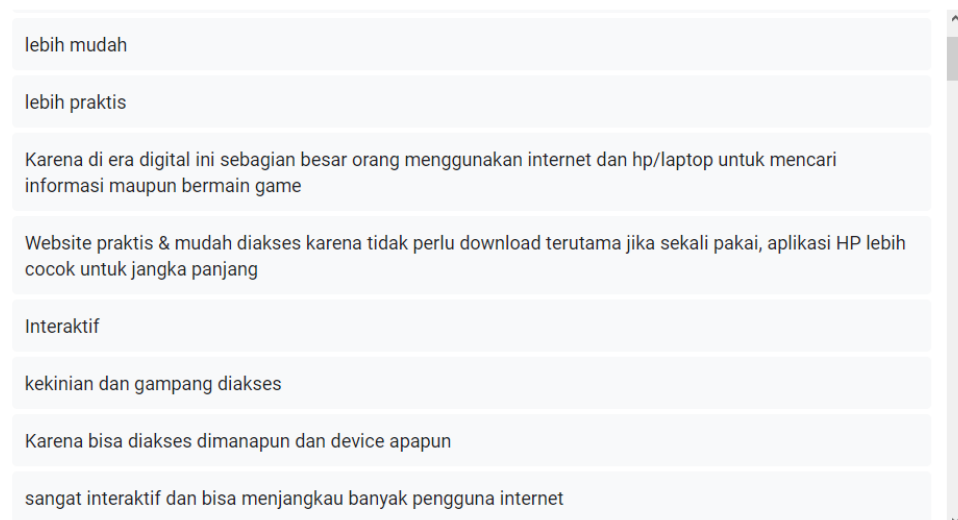 lebih mudah
lebih praktis
Karena di era digital ini sebagian besar orang menggunakan internet dan hp/laptop untuk mencari
informasi maupun bermain game
Website praktis & mudah diakses karena tidak perlu download terutama jika sekali pakai, aplikasi HP lebih
cocok untuk jangka panjang
Interaktif
kekinian dan gampang diakses
Karena bisa diakses dimanapun dan device apapun
sangat interaktif dan bisa menjangkau banyak pengguna internet